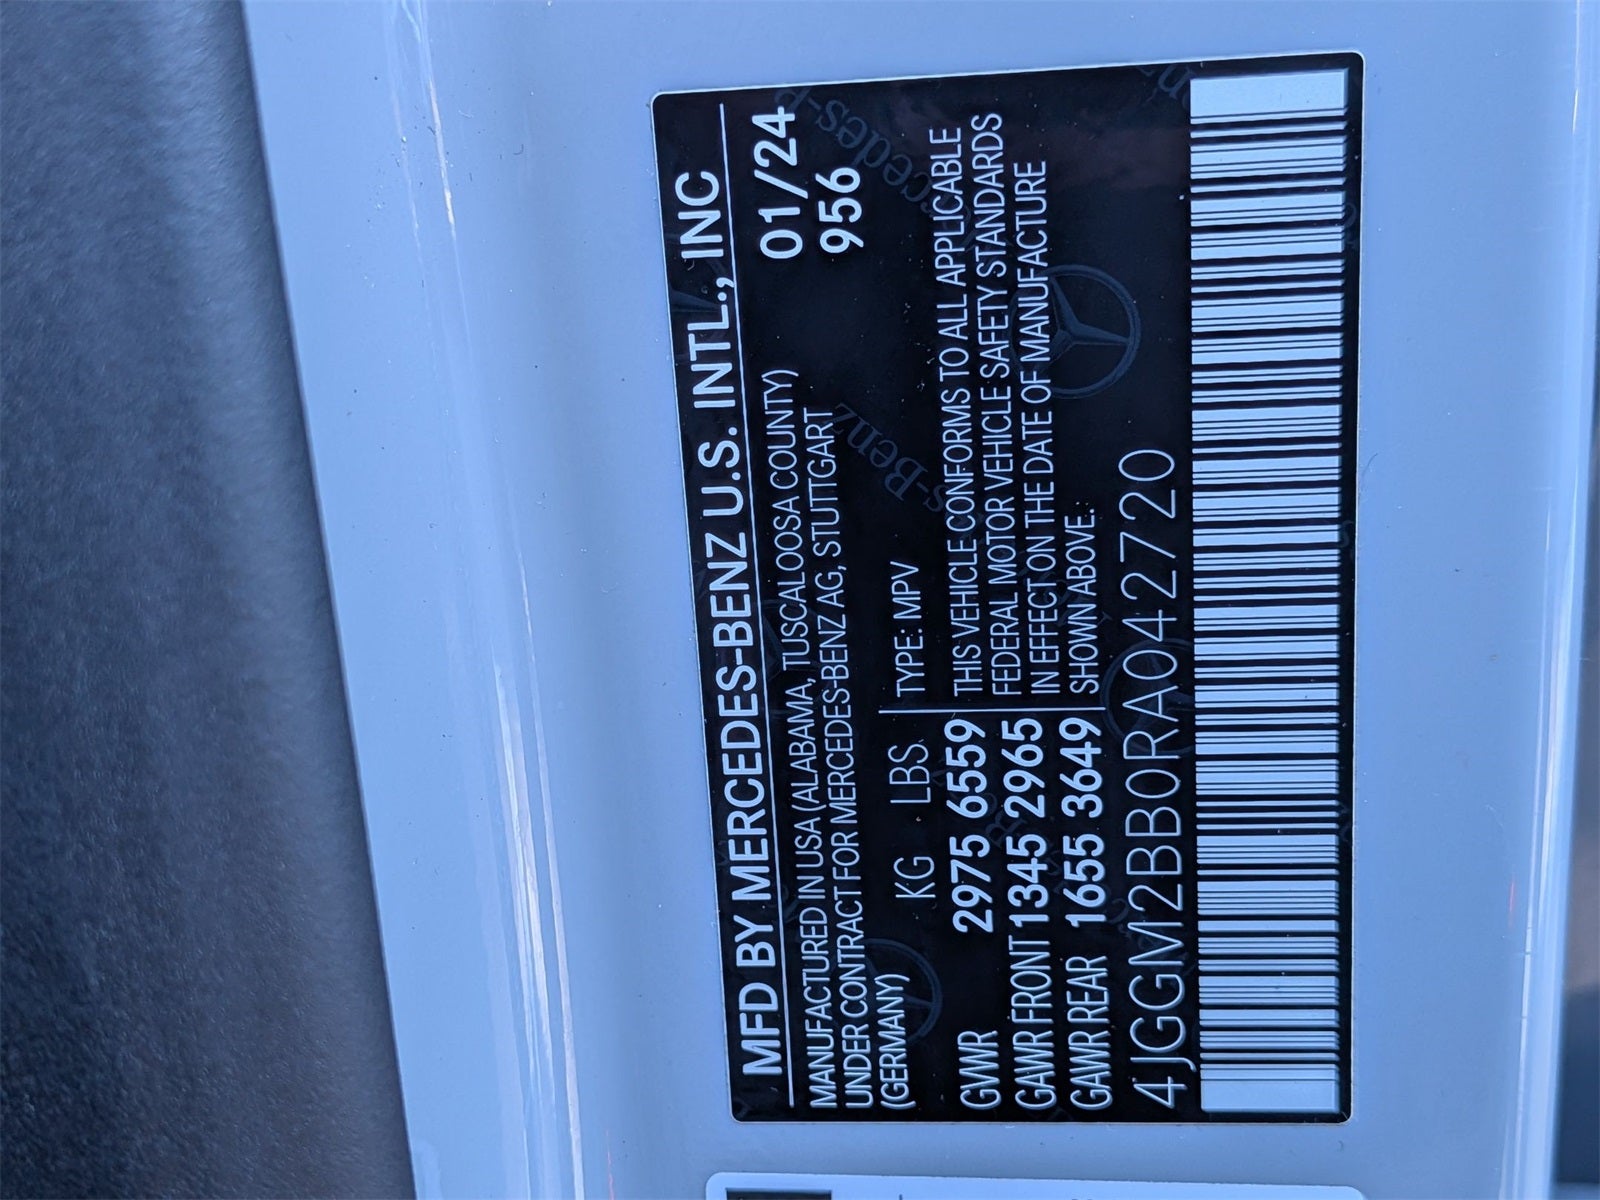 MFD BY MERCEDES-BENZ U.S. INTL., INC
MANUFACTURED IN USA (ALABAMA, TUSCALOOSA COUNTY)
UNDER CONTRACT FOR MERCEDES-BENZ AG, STUTTGART
(GERMANY)
01/24
956
KG LBS TYPE: MPV
GVWR 2975 6559
GAWR FRONT 1345 2965
GAWR REAR 1655 3649
THIS VEHICLE CONFORMS TO ALL APPLICABLE
FEDERAL MOTOR VEHICLE SAFETY STANDARDS
IN EFFECT ON THE DATE OF MANUFACTURE
SHOWN ABOVE.
4JGGM2BB0RA042720